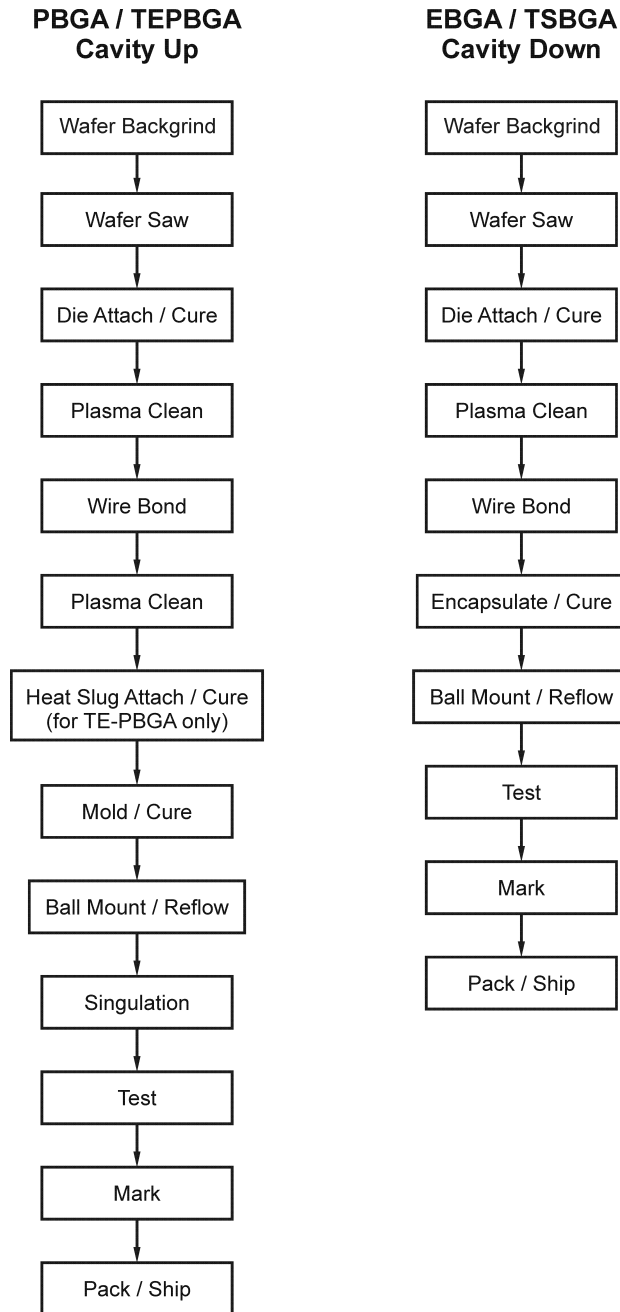 PBGA / TEPBGA
Cavity Up
Wafer Backgrind
Wafer Saw
Die Attach / Cure
Plasma Clean
Wire Bond
Plasma Clean
Heat Slug Attach / Cure
(for TE-PBGA only)
Mold / Cure
Ball Mount / Reflow
Singulation
Test
Mark
Pack / Ship
EBGA / TSBGA
Cavity Down
Wafer Backgrind
Wafer Saw
Die Attach / Cure
Plasma Clean
Wire Bond
Encapsulate / Cure
Ball Mount / Reflow
Test
Mark
Pack / Ship